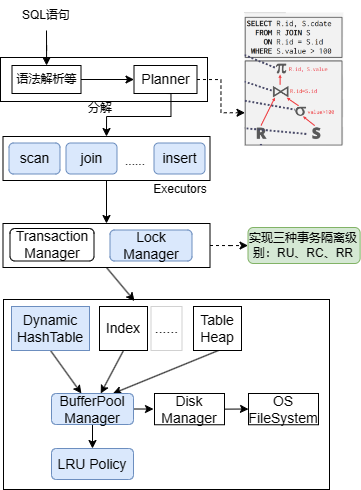 SQL语句
SELECT R.id, S.cdate
FROM R JOIN S
ON R.id = S.id
WHERE S.value > 100
语法解析等
Planner
π R.id, S.value
⋈ R.id=S.id
σ value>100
R
S
分解
scan
join
......
insert
Executors
Transaction
Manager
Lock
Manager
实现三种事务隔离级
别：RU、RC、RR
Dynamic
HashTable
Index
......
Table
Heap
BufferPool
Manager
Disk
Manager
OS
FileSystem
LRU Policy